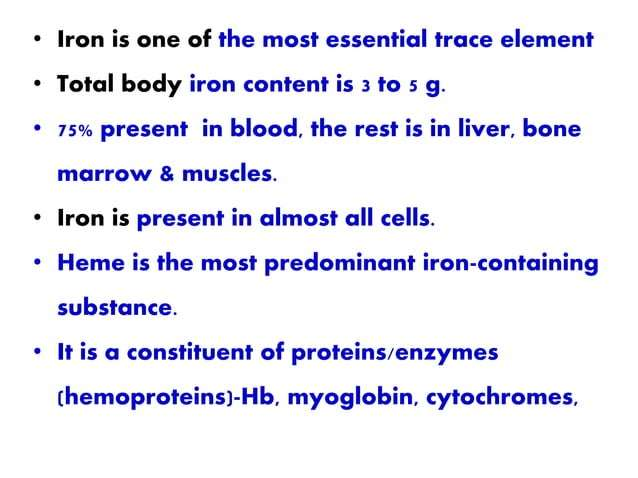 • Iron is one of the most essential trace element
• Total body iron content is 3 to 5 g.
• 75% present in blood, the rest is in liver, bone
marrow & muscles.
• Iron is present in almost all cells.
• Heme is the most predominant iron-containing
substance.
• It is a constituent of proteins/enzymes
(hemoproteins)-Hb, myoglobin, cytochromes,